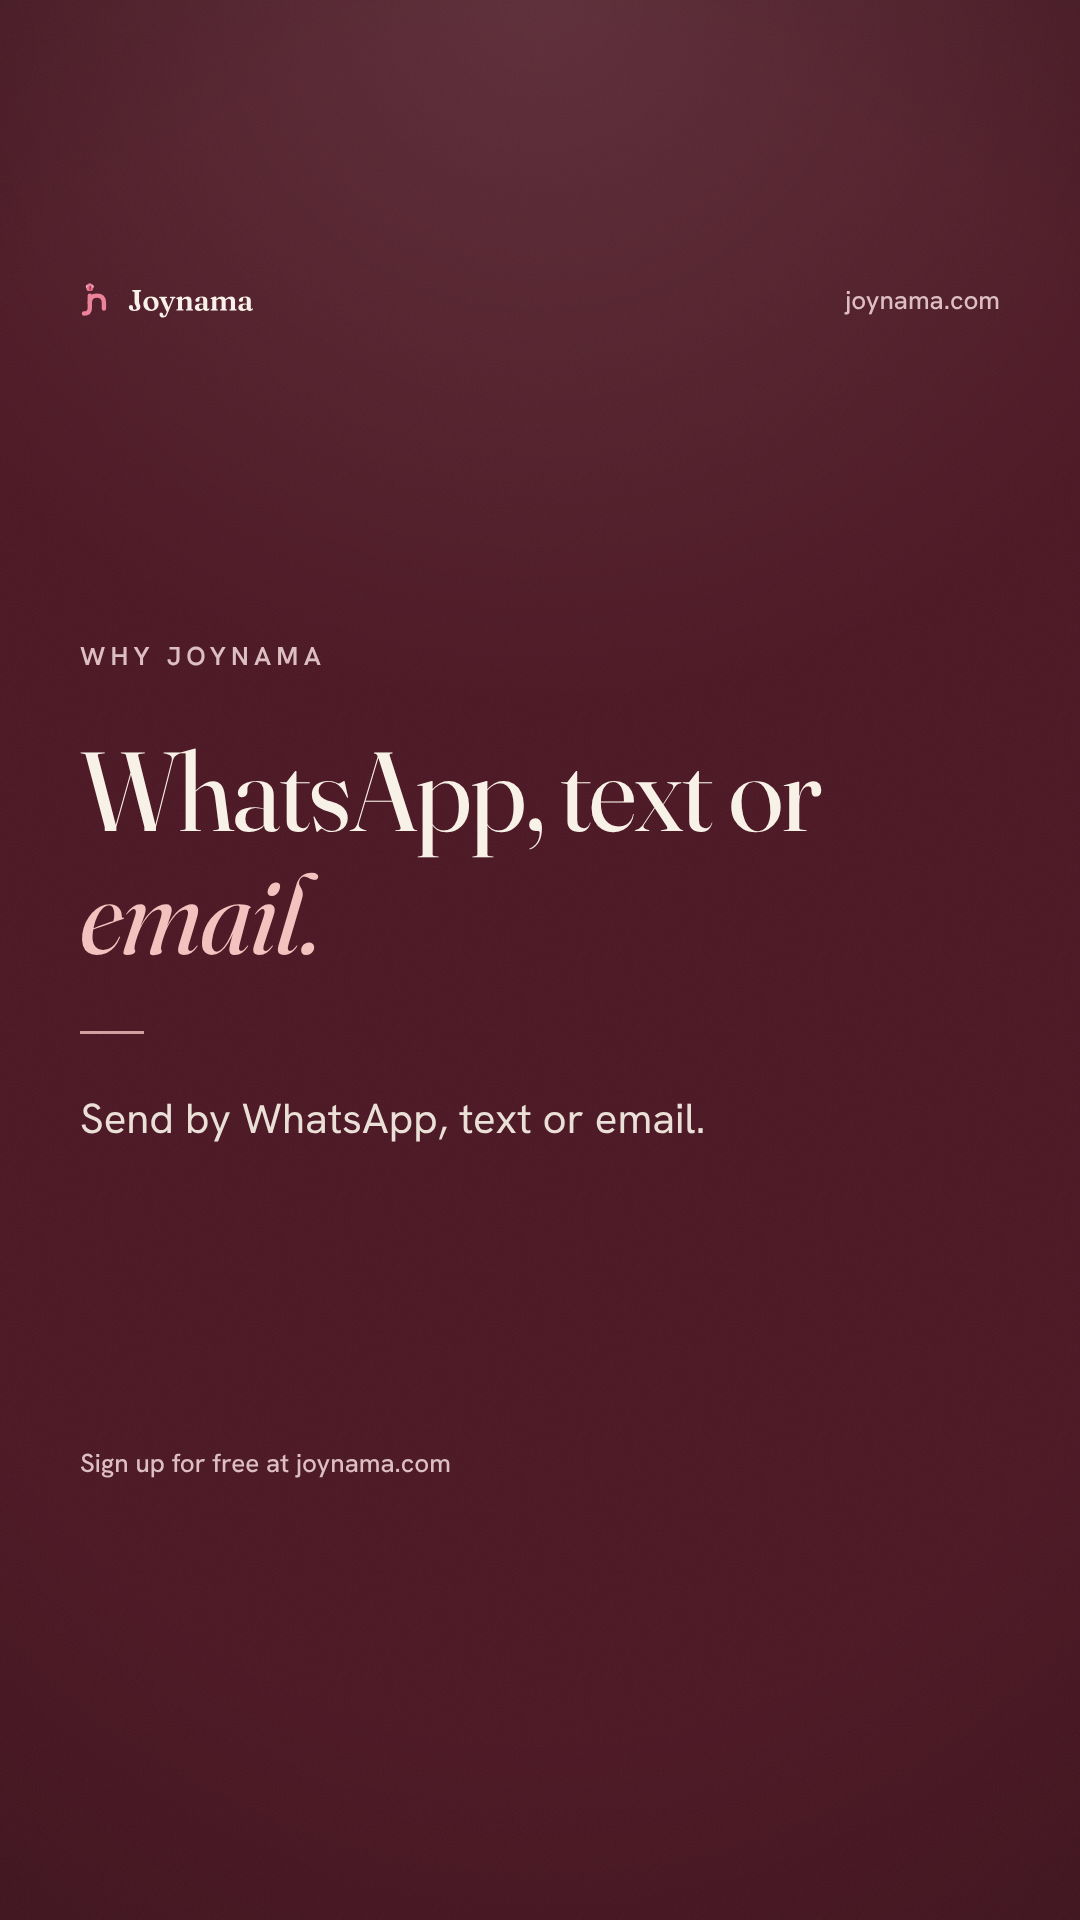 Joynama
joynama.com
WHY JOYNAMA
WhatsApp, text or
email.
Send by WhatsApp, text or email.
Sign up for free at joynama.com